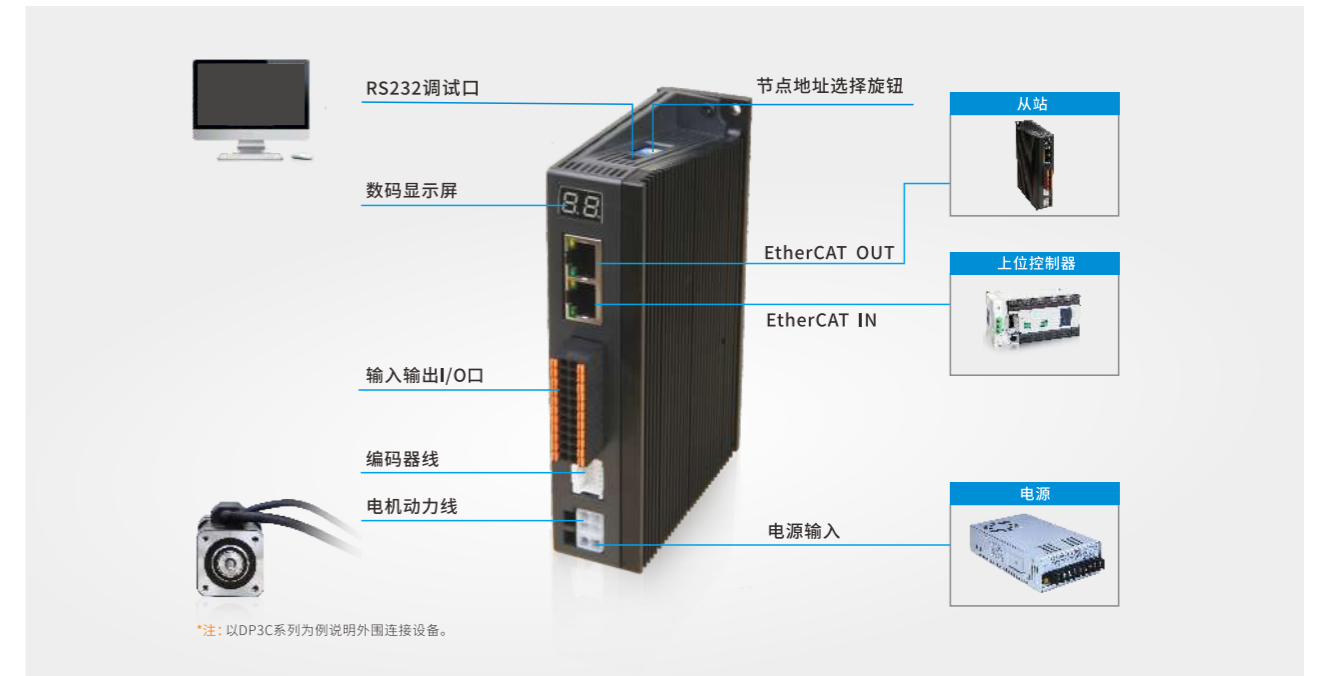 RS232调试口
节点地址选择旋钮
从站
数码显示屏
8.8.
EtherCAT OUT
上位控制器
EtherCAT IN
输入输出I/O口
编码器线
电机动力线
电源
电源输入
*注：以DP3C系列为例说明外围连接设备。